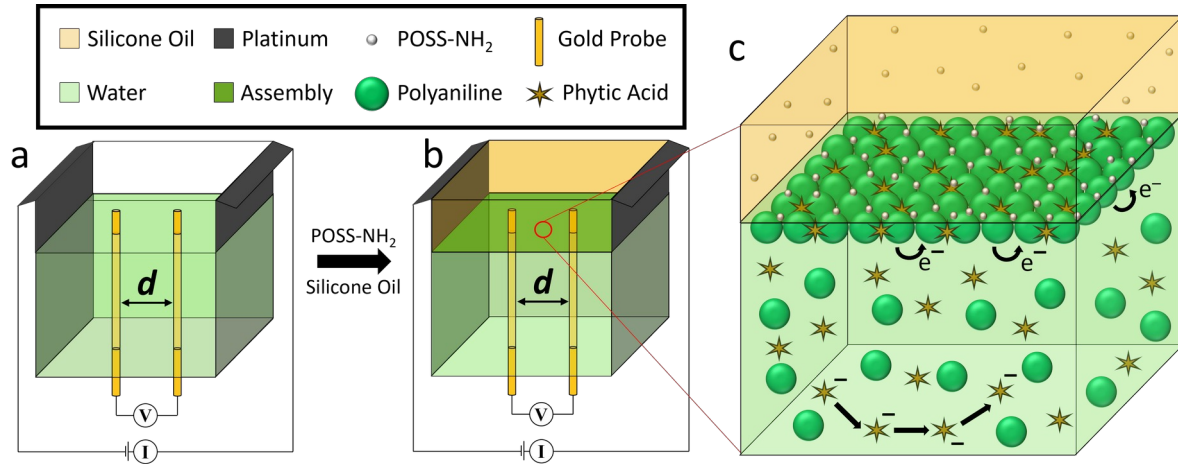 Silicone Oil Platinum POSS-NH₂ Gold Probe
Water Assembly Polyaniline Phytic Acid
a
d
V
I
POSS-NH₂
Silicone Oil
b
d
V
I
c
e⁻
e⁻ e⁻
− − − −